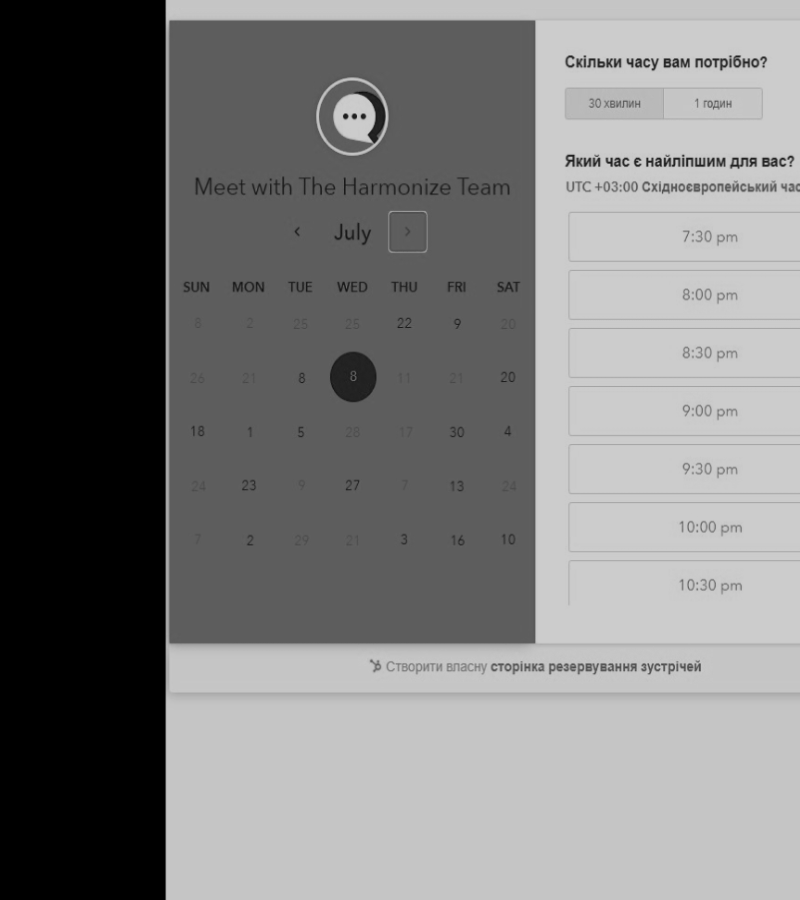 Meet with The Harmonize Team
July
SUN MON TUE WED THU FRI SAT
8 2 25 25 22 9 20
26 21 8 8 11 21 20
18 1 5 28 17 30 4
24 23 9 27 7 13 24
7 2 29 21 3 16 10
Скільки часу вам потрібно?
30 хвилин 1 годин
Який час є найліпшим для вас?
UTC +03:00 Східноєвропейський час
7:30 pm
8:00 pm
8:30 pm
9:00 pm
9:30 pm
10:00 pm
10:30 pm
Створити власну сторінка резервування зустрічей